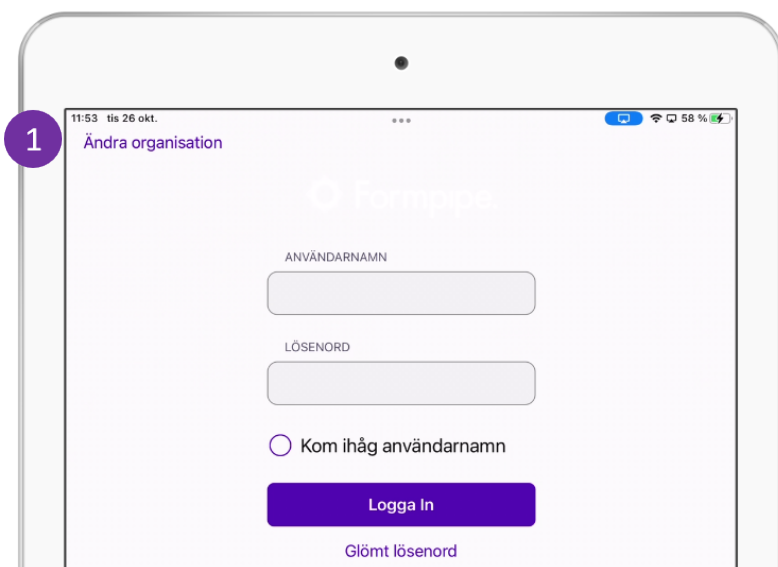 1
11:53 tis 26 okt.
58 %
Ändra organisation
Formpipe.
ANVÄNDARNAMN
LÖSENORD
Kom ihåg användarnamn
Logga In
Glömt lösenord